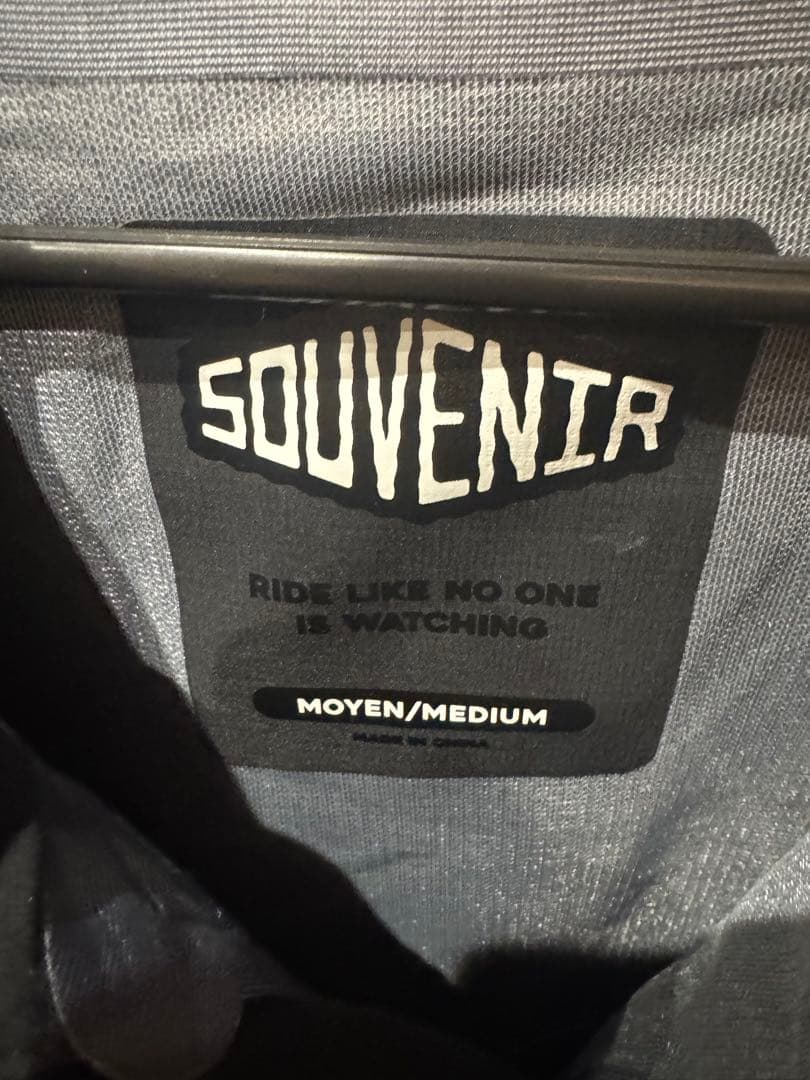 SOUVENIR
RIDE LIKE NO ONE
IS WATCHING
MOYEN/MEDIUM
MADE IN CHINA